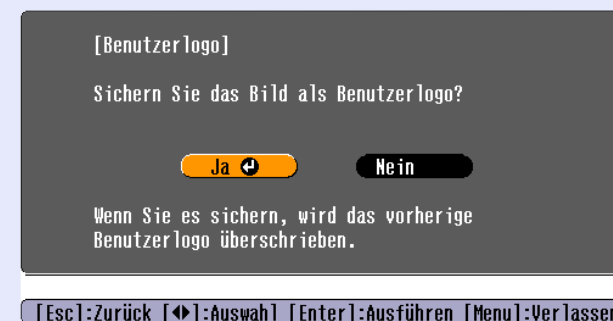 [Benutzerlogo]
Sichern Sie das Bild als Benutzerlogo?
Ja Nein
Wenn Sie es sichern, wird das vorherige
Benutzerlogo überschrieben.
[Esc]:Zurück [◆]:Auswahl [Enter]:Ausführen [Menu]:Verlassen